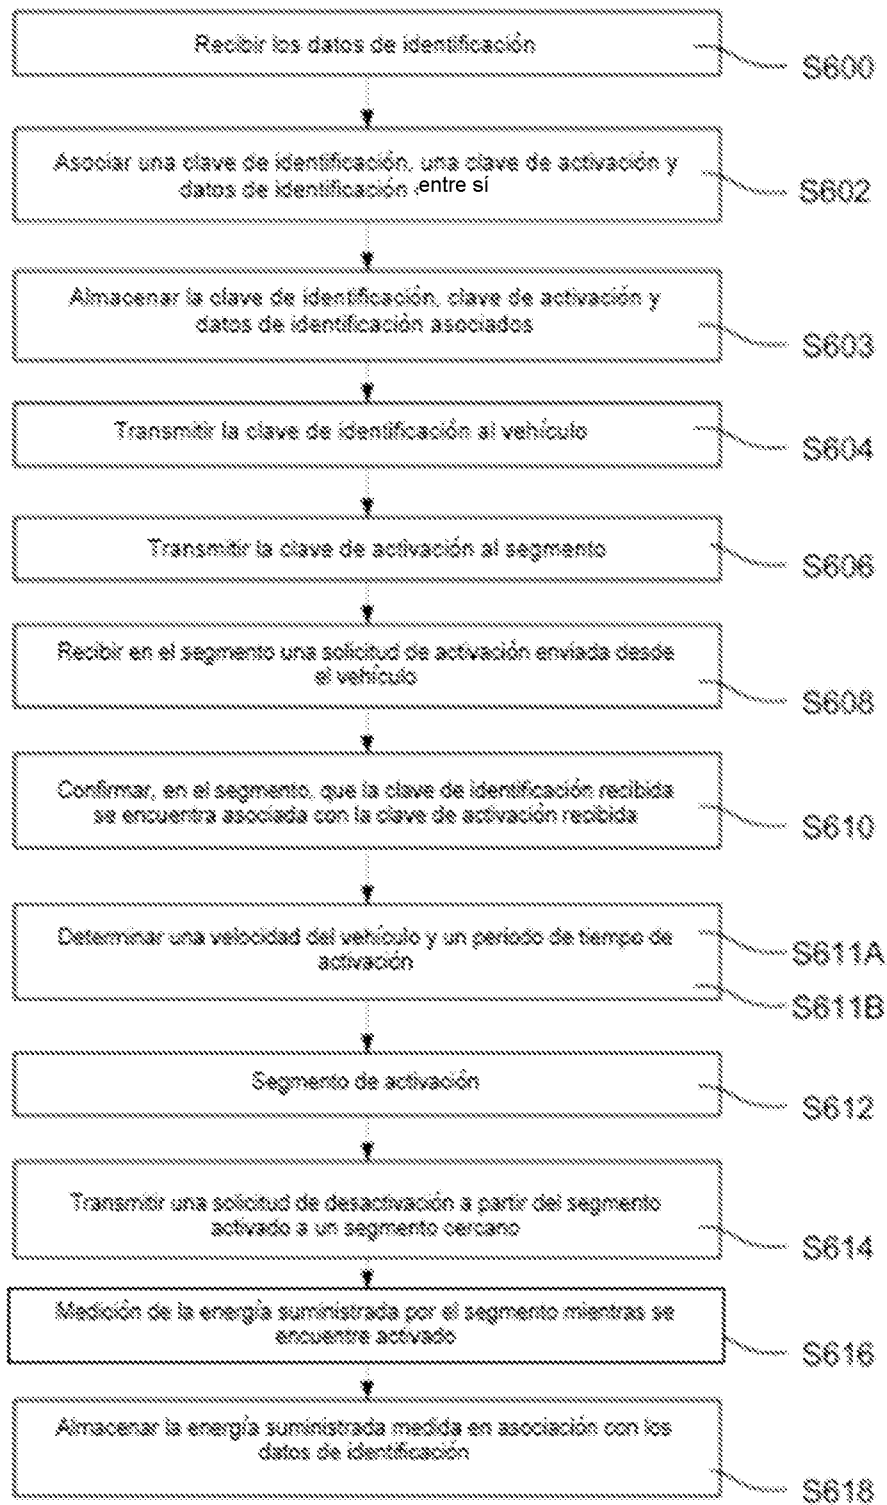 Recibir los datos de identificación
S600
Asociar una clave de identificación, una clave de activación y
datos de identificación entre sí
S602
Almacenar la clave de identificación, clave de activación y
datos de identificación asociados
S603
Transmitir la clave de identificación al vehículo
S604
Transmitir la clave de activación al segmento
S606
Recibir en el segmento una solicitud de activación enviada desde
el vehículo
S608
Confirmar, en el segmento, que la clave de identificación recibida
se encuentra asociada con la clave de activación recibida
S610
Determinar una velocidad del vehículo y un período de tiempo de
activación
S611A
S611B
Segmento de activación
S612
Transmitir una solicitud de desactivación a partir del segmento
activado a un segmento cercano
S614
Medición de la energía suministrada por el segmento mientras se
encuentre activado
S616
Almacenar la energía suministrada medida en asociación con los
datos de identificación
S618